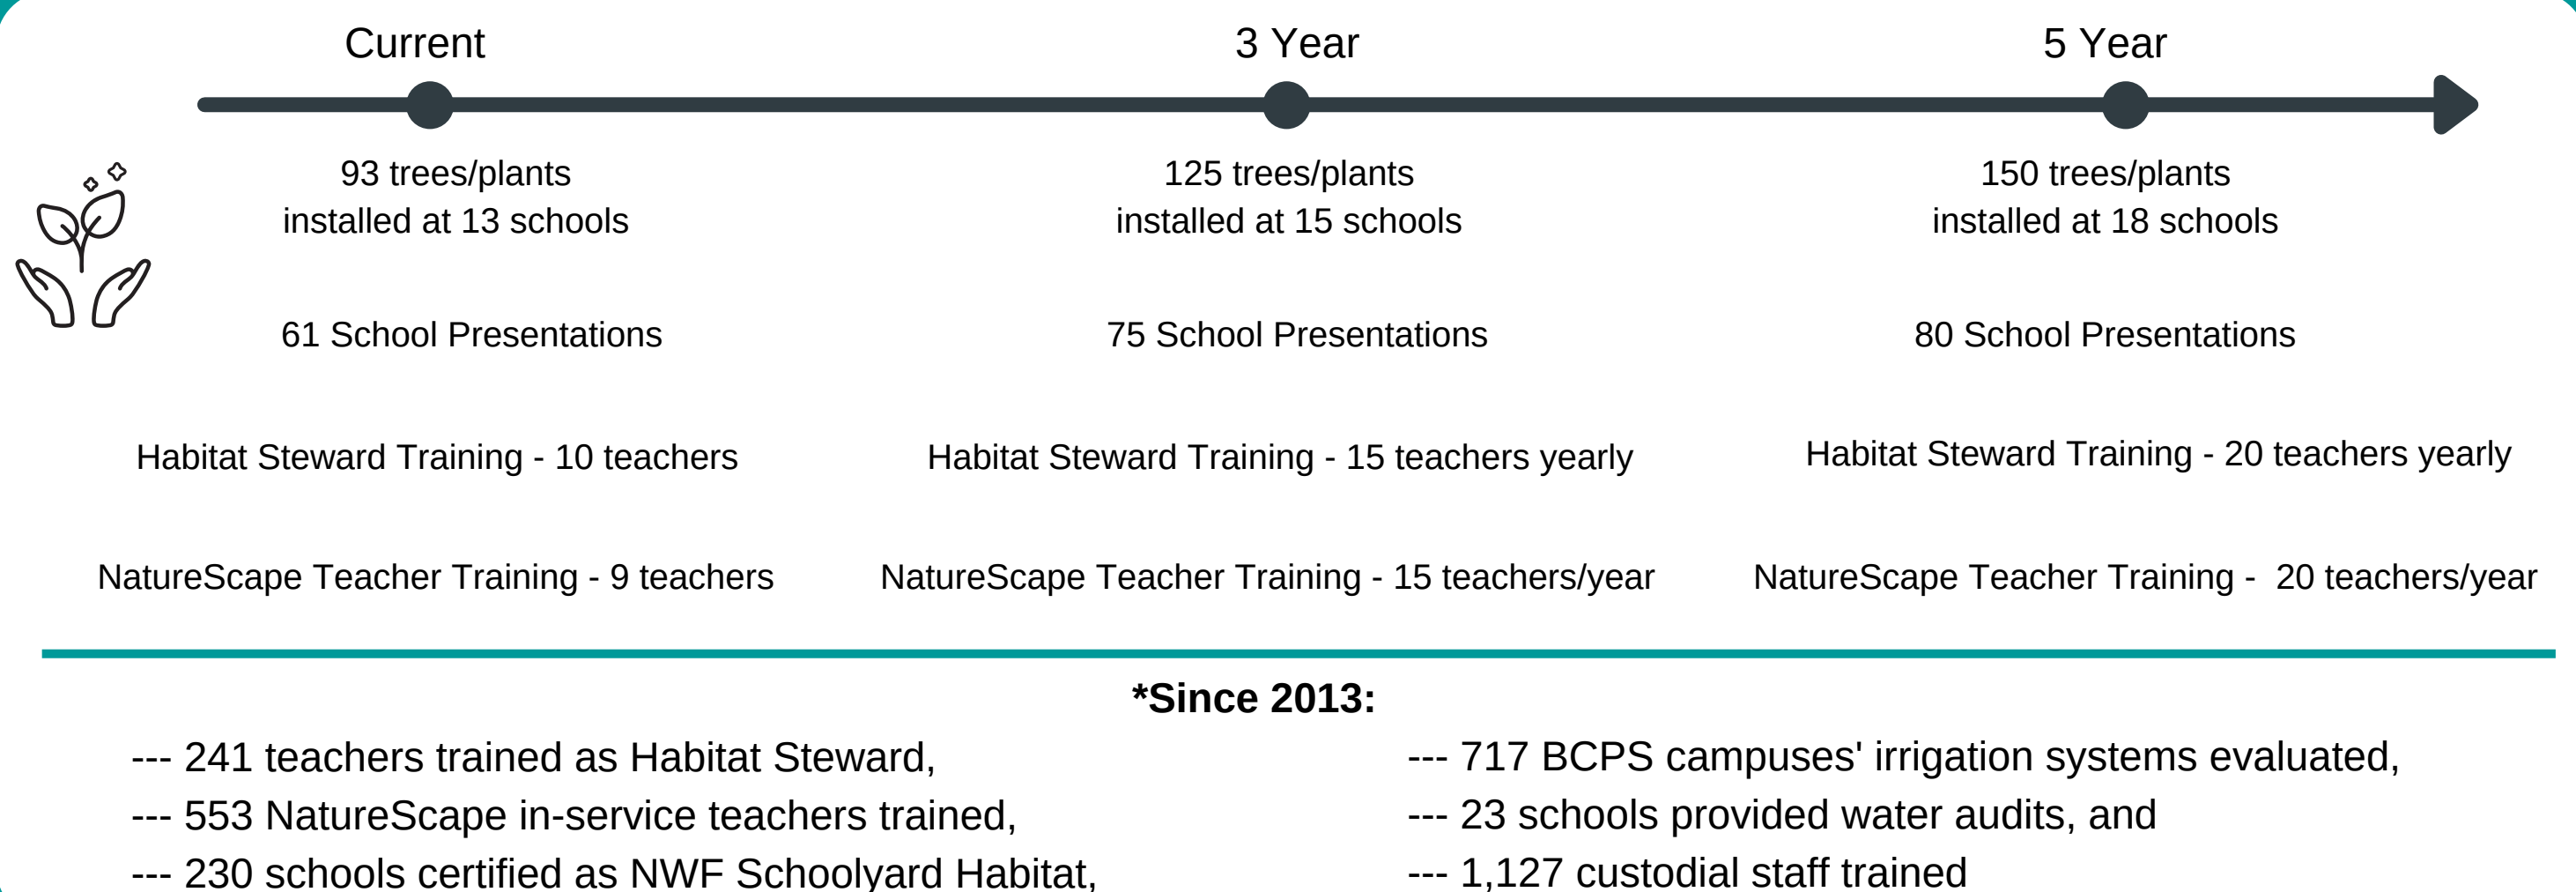 Current
3 Year
5 Year
93 trees/plants
installed at 13 schools
125 trees/plants
installed at 15 schools
150 trees/plants
installed at 18 schools
61 School Presentations
75 School Presentations
80 School Presentations
Habitat Steward Training - 10 teachers
Habitat Steward Training - 15 teachers yearly
Habitat Steward Training - 20 teachers yearly
NatureScape Teacher Training - 9 teachers
NatureScape Teacher Training - 15 teachers/year
NatureScape Teacher Training -  20 teachers/year
*Since 2013:
--- 241 teachers trained as Habitat Steward,
--- 553 NatureScape in-service teachers trained,
--- 230 schools certified as NWF Schoolyard Habitat,
--- 717 BCPS campuses' irrigation systems evaluated,
--- 23 schools provided water audits, and
--- 1,127 custodial staff trained